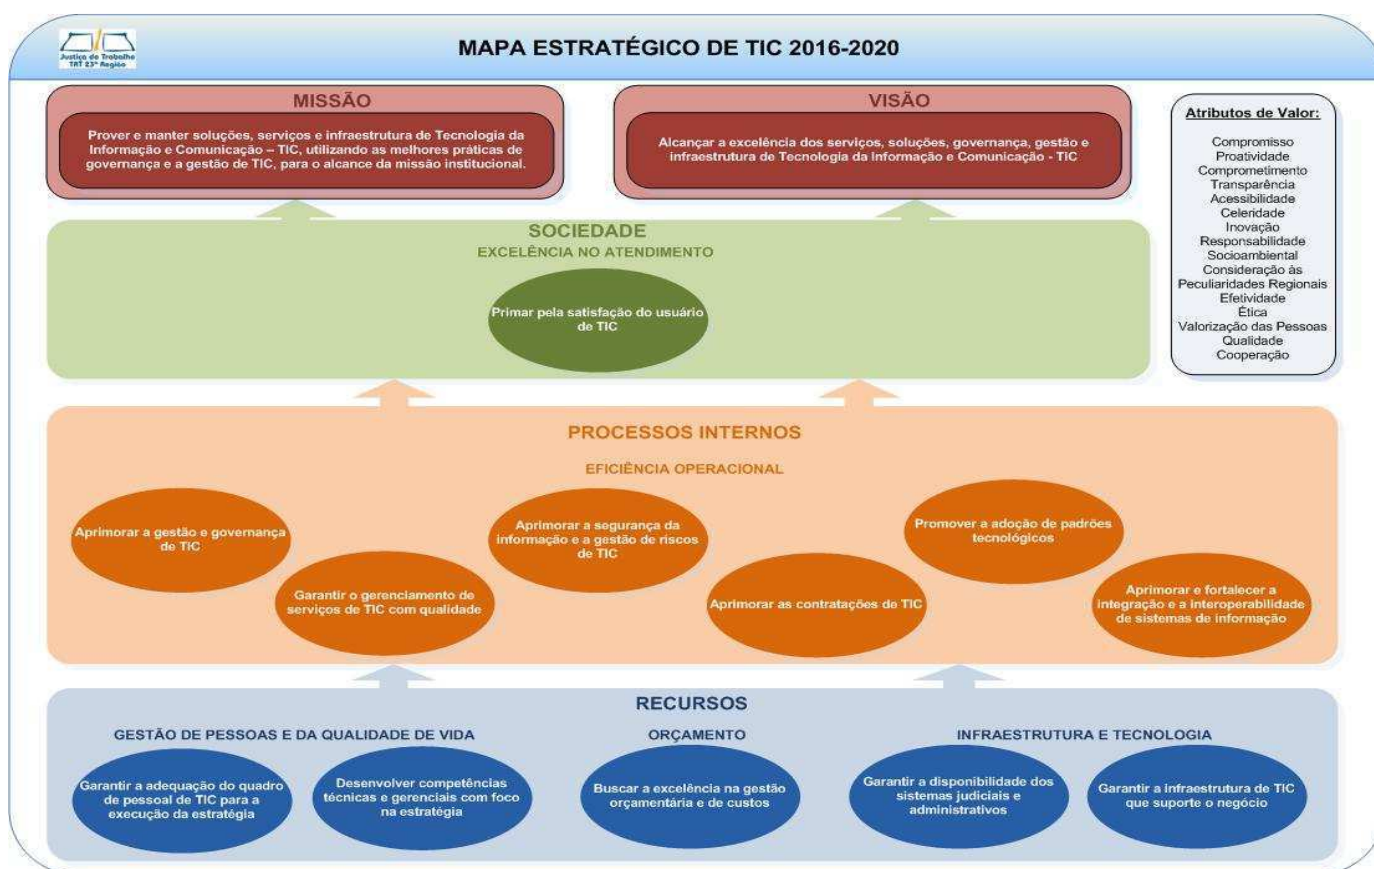 Justiça do Trabalho
TRT 23ª Região
MAPA ESTRATÉGICO DE TIC 2016-2020
MISSÃO
Prover e manter soluções, serviços e infraestrutura de Tecnologia da
Informação e Comunicação – TIC, utilizando as melhores práticas de
governança e a gestão de TIC, para o alcance da missão institucional.
VISÃO
Alcançar a excelência dos serviços, soluções, governança, gestão e
infraestrutura de Tecnologia da Informação e Comunicação - TIC
Atributos de Valor:
Compromisso
Proatividade
Comprometimento
Transparência
Acessibilidade
Celeridade
Inovação
Responsabilidade
Socioambiental
Consideração às
Peculiaridades Regionais
Efetividade
Ética
Valorização das Pessoas
Qualidade
Cooperação
SOCIEDADE
EXCELÊNCIA NO ATENDIMENTO
Primar pela satisfação do usuário
de TIC
PROCESSOS INTERNOS
EFICIÊNCIA OPERACIONAL
Aprimorar a gestão e governança
de TIC
Garantir o gerenciamento de
serviços de TIC com qualidade
Aprimorar a segurança da
informação e a gestão de riscos
de TIC
Aprimorar as contratações de TIC
Promover a adoção de padrões
tecnológicos
Aprimorar e fortalecer a
integração e a interoperabilidade
de sistemas de informação
RECURSOS
GESTÃO DE PESSOAS E DA QUALIDADE DE VIDA
Garantir a adequação do quadro
de pessoal de TIC para a
execução da estratégia
Desenvolver competências
técnicas e gerenciais com foco
na estratégia
ORÇAMENTO
Buscar a excelência na gestão
orçamentária e de custos
INFRAESTRUTURA E TECNOLOGIA
Garantir a disponibilidade dos
sistemas judiciais e
administrativos
Garantir a infraestrutura de TIC
que suporte o negócio